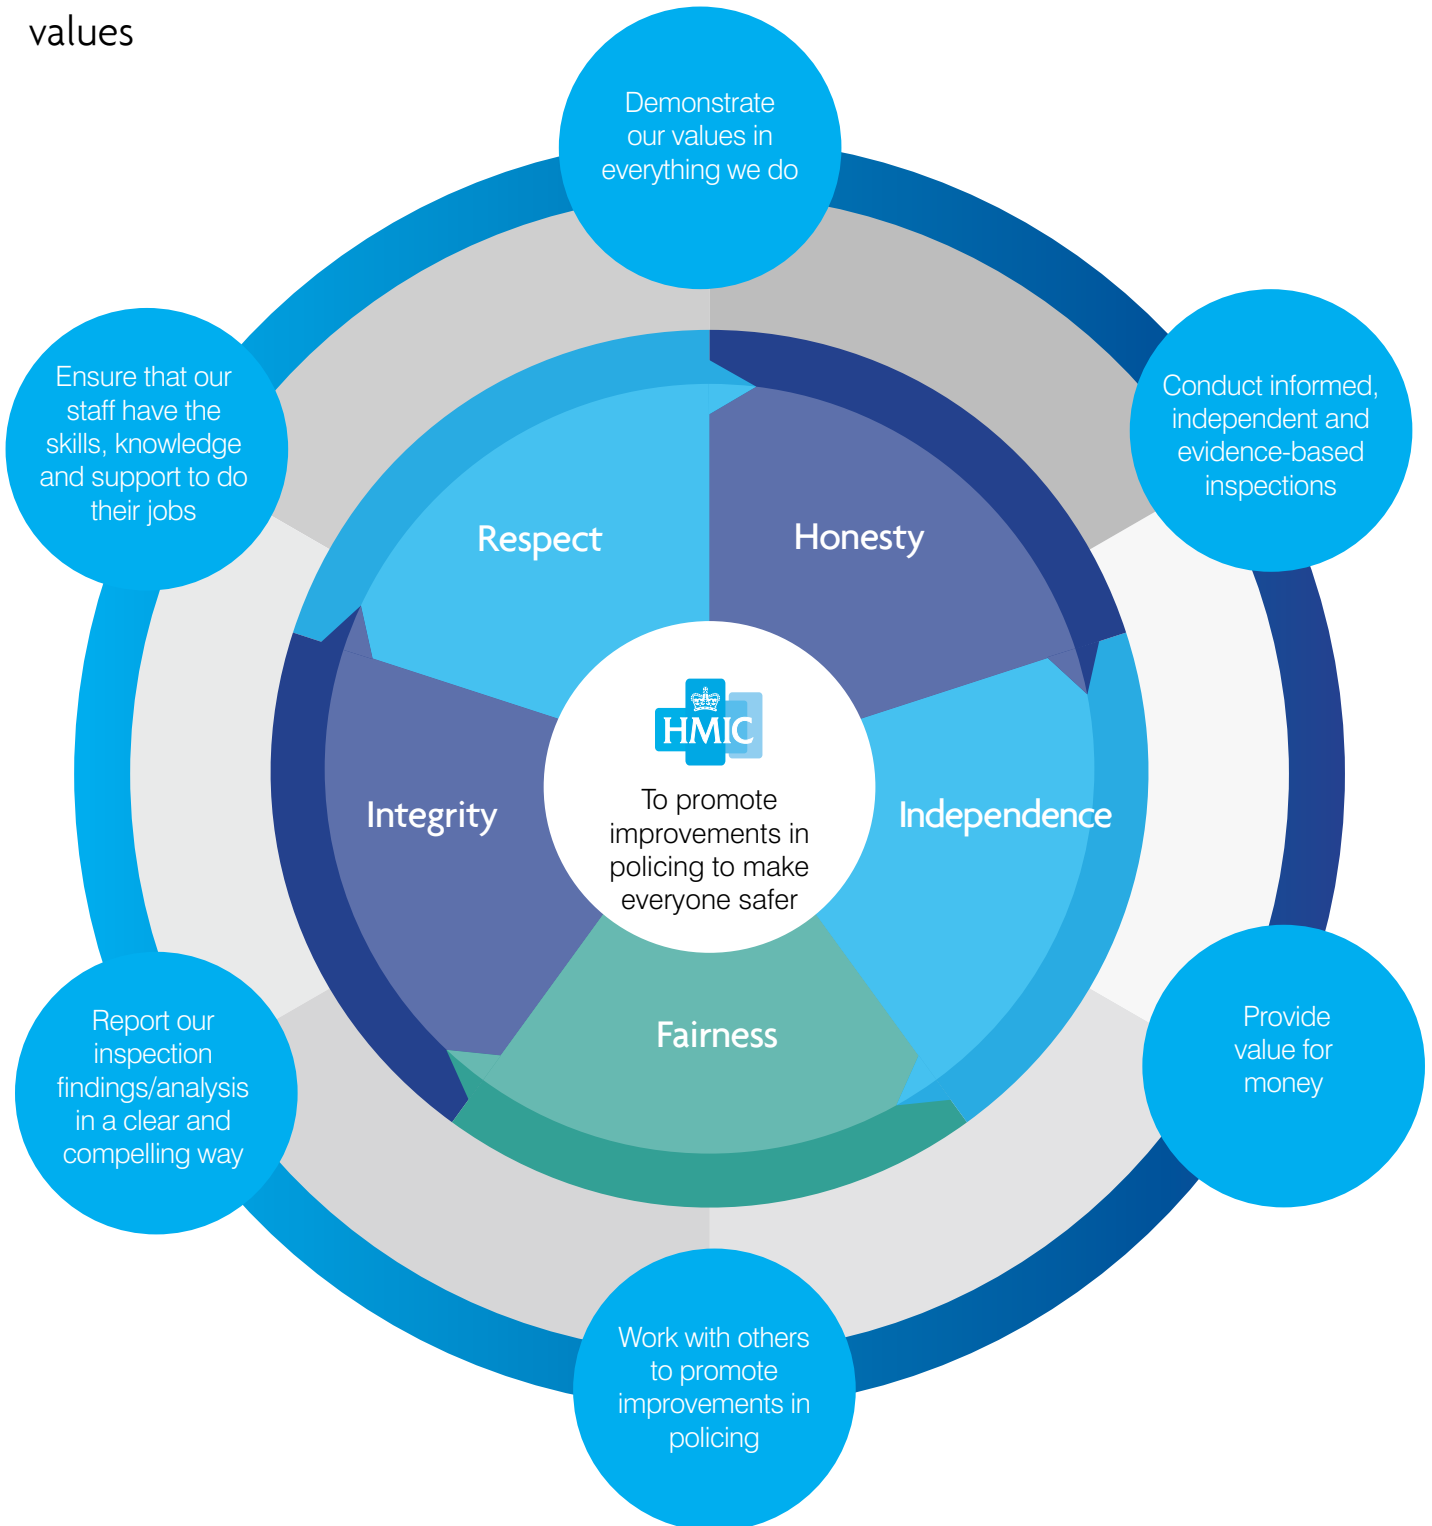 values
Demonstrate
our values in
everything we do
Conduct informed,
independent and
evidence-based
inspections
Provide
value for
money
Work with others
to promote
improvements in
policing
Report our
inspection
findings/analysis
in a clear and
compelling way
Ensure that our
staff have the
skills, knowledge
and support to do
their jobs
Respect
Honesty
Independence
Fairness
Integrity
HMIC
To promote
improvements in
policing to make
everyone safer